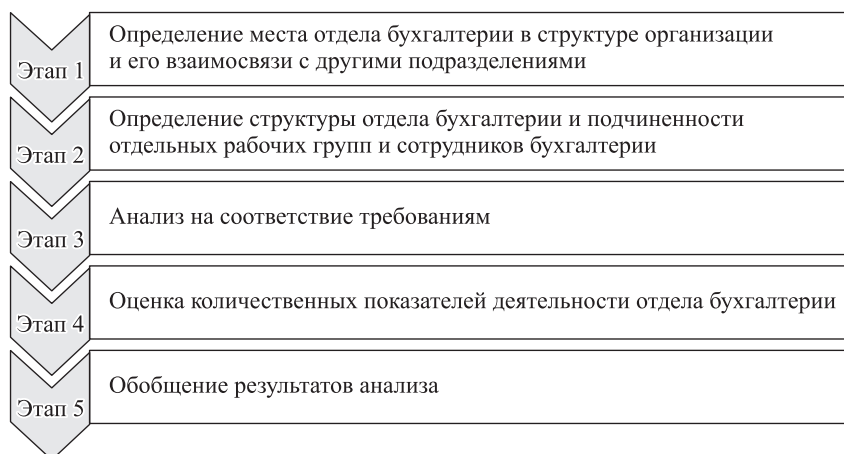 Этап 1
Определение места отдела бухгалтерии в структуре организации
и его взаимосвязи с другими подразделениями
Этап 2
Определение структуры отдела бухгалтерии и подчиненности
отдельных рабочих групп и сотрудников бухгалтерии
Этап 3
Анализ на соответствие требованиям
Этап 4
Оценка количественных показателей деятельности отдела бухгалтерии
Этап 5
Обобщение результатов анализа